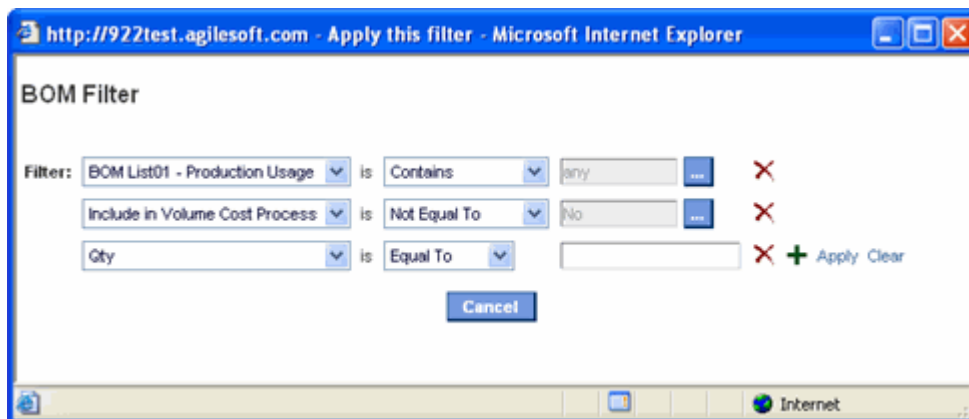 http://922test.agilesoft.com - Apply this filter - Microsoft Internet Explorer
BOM Filter
Filter: BOM List01 - Production Usage is Contains any ...
Include in Volume Cost Process is Not Equal To No ...
Qty is Equal To Apply Clear
Cancel
Internet